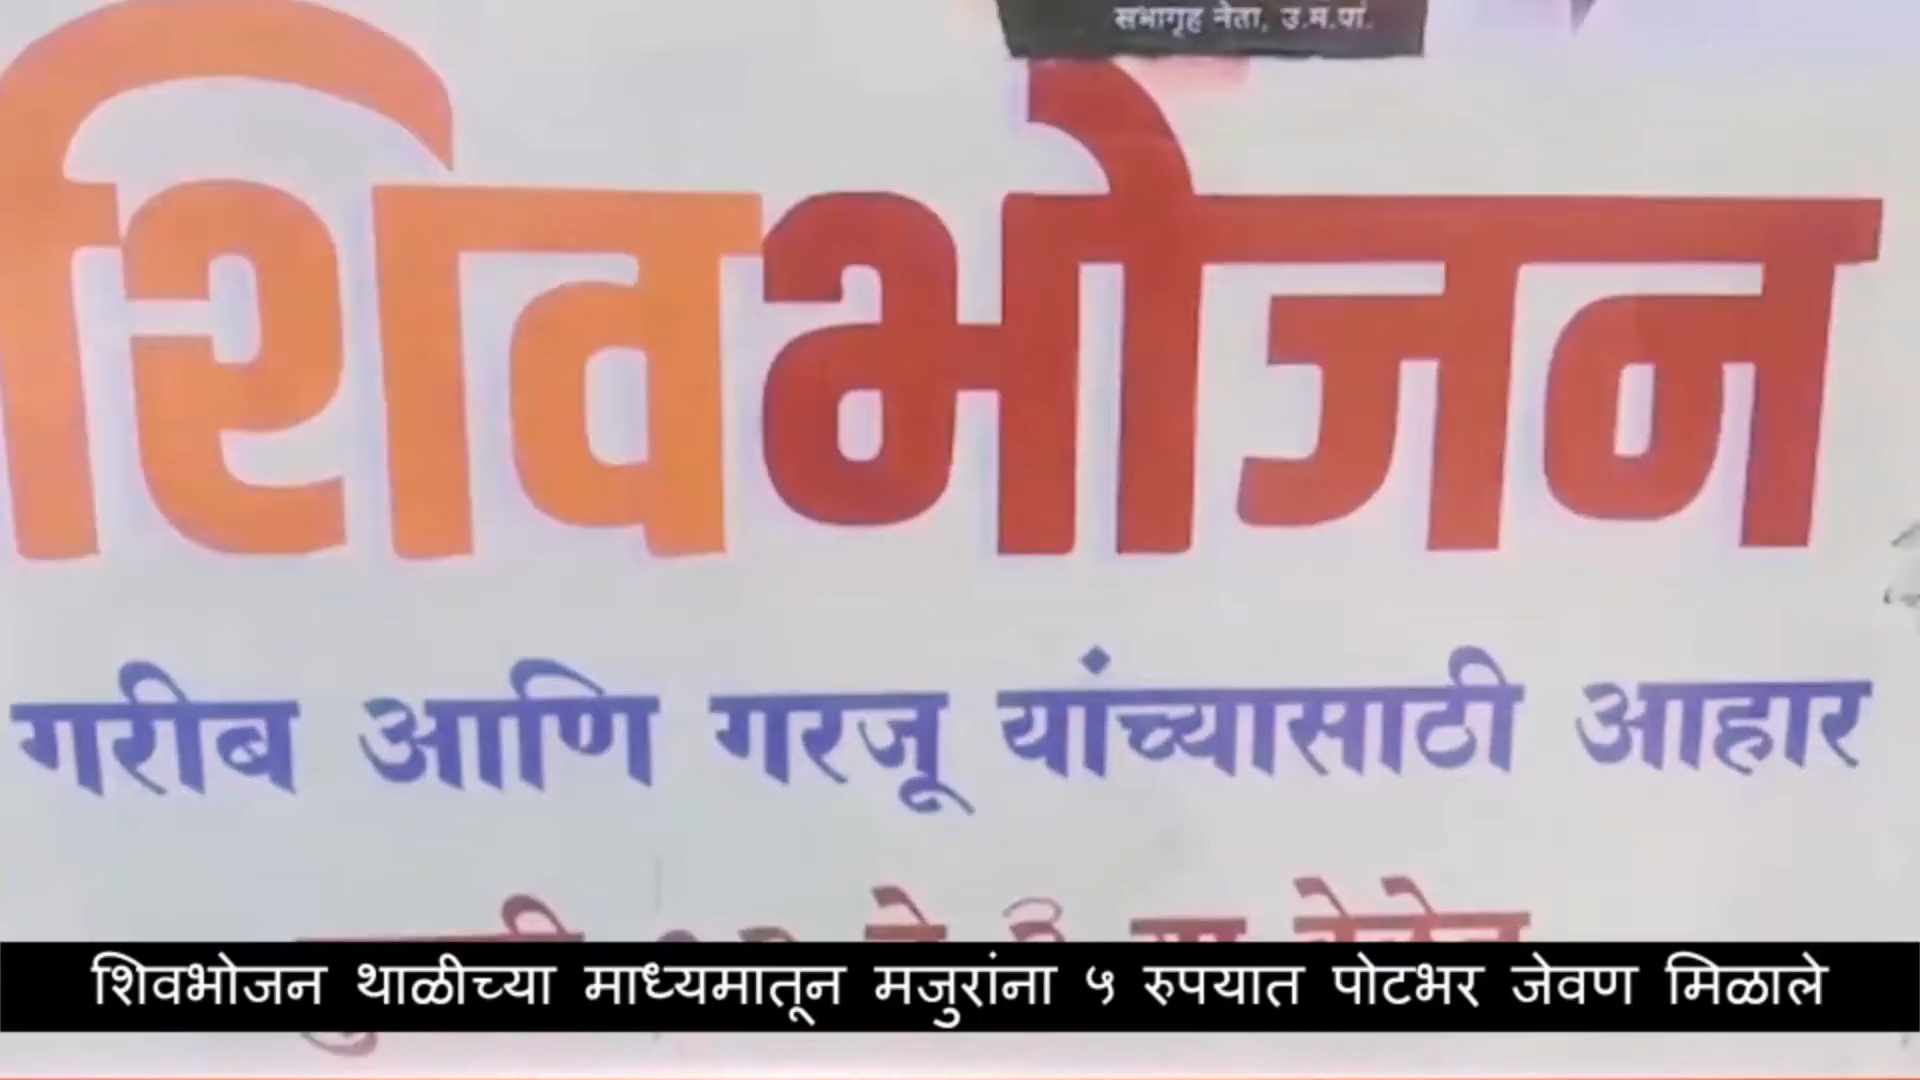 सभागृह नेता, उ.म.पा.
शिवभोजन
गरीब आणि गरजू यांच्यासाठी आहार
शिवभोजन थाळीच्या माध्यमातून मजुरांना ५ रुपयात पोटभर जेवण मिळाले